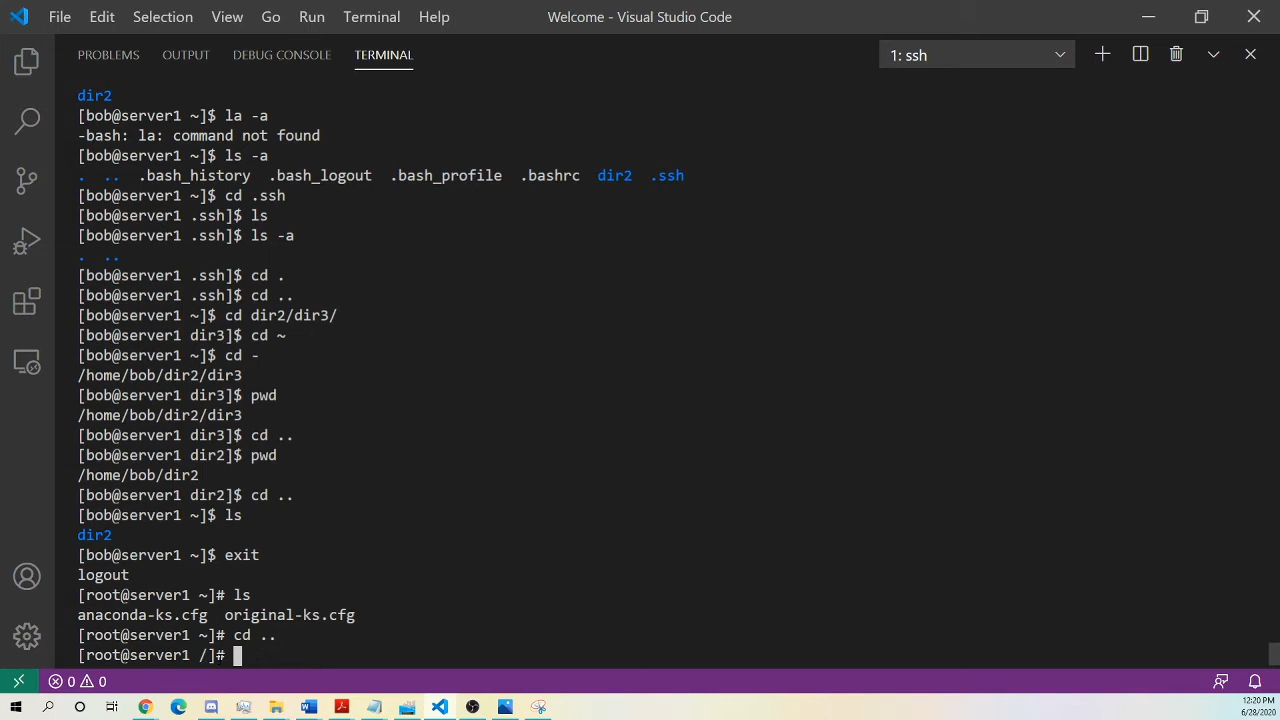 File Edit Selection View Go Run Terminal Help Welcome - Visual Studio Code
PROBLEMS OUTPUT DEBUG CONSOLE TERMINAL 1: ssh
dir2
[bob@server1 ~]$ la -a
-bash: la: command not found
[bob@server1 ~]$ ls -a
. .. .bash_history .bash_logout .bash_profile .bashrc dir2 .ssh
[bob@server1 ~]$ cd .ssh
[bob@server1 .ssh]$ ls
[bob@server1 .ssh]$ ls -a
. ..
[bob@server1 .ssh]$ cd .
[bob@server1 .ssh]$ cd ..
[bob@server1 ~]$ cd dir2/dir3/
[bob@server1 dir3]$ cd ~
[bob@server1 ~]$ cd -
/home/bob/dir2/dir3
[bob@server1 dir3]$ pwd
/home/bob/dir2/dir3
[bob@server1 dir3]$ cd ..
[bob@server1 dir2]$ pwd
/home/bob/dir2
[bob@server1 dir2]$ cd ..
[bob@server1 ~]$ ls
dir2
[bob@server1 ~]$ exit
logout
[root@server1 ~]# ls
anaconda-ks.cfg original-ks.cfg
[root@server1 ~]# cd ..
[root@server1 /]#
0 0
12:20 PM
6/28/2020